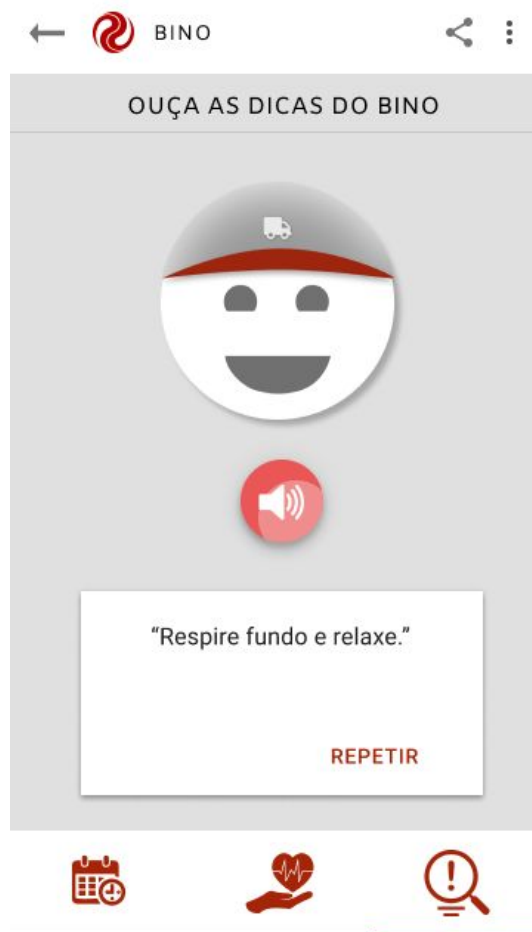 BINO
OUÇA AS DICAS DO BINO
“Respire fundo e relaxe.”
REPETIR